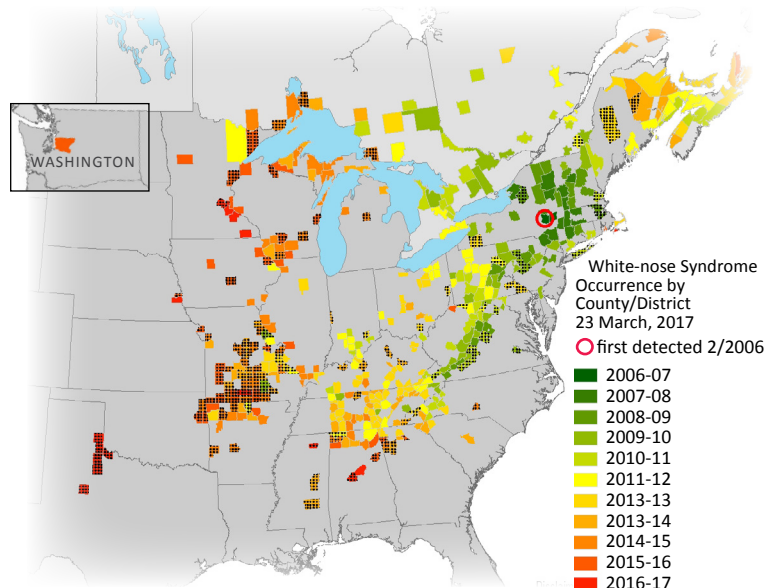 WASHINGTON
White-nose Syndrome
Occurrence by
County/District
23 March, 2017
first detected 2/2006
2006-07
2007-08
2008-09
2009-10
2010-11
2011-12
2013-13
2013-14
2014-15
2015-16
2016-17